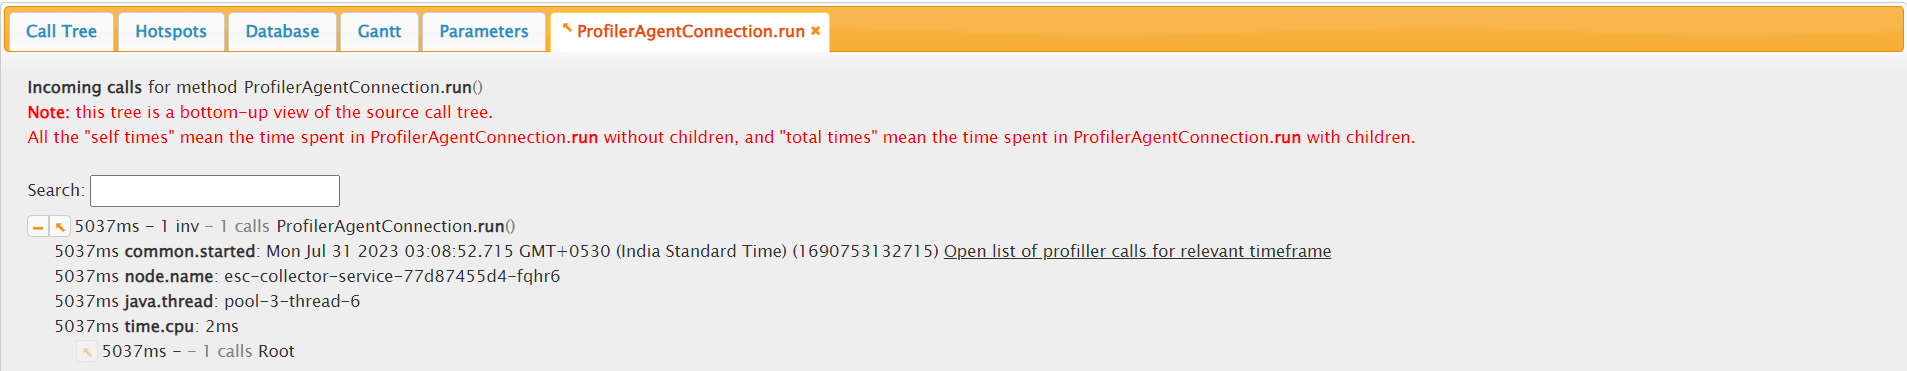 Call Tree Hotspots Database Gantt Parameters ProfilerAgentConnection.run ×
Incoming calls for method ProfilerAgentConnection.run()
Note: this tree is a bottom-up view of the source call tree.
All the "self times" mean the time spent in ProfilerAgentConnection.run without children, and "total times" mean the time spent in ProfilerAgentConnection.run with children.
Search:
5037ms - 1 inv - 1 calls ProfilerAgentConnection.run()
5037ms common.started: Mon Jul 31 2023 03:08:52.715 GMT+0530 (India Standard Time) (1690753132715) Open list of profiller calls for relevant timeframe
5037ms node.name: esc-collector-service-77d87455d4-fqhr6
5037ms java.thread: pool-3-thread-6
5037ms time.cpu: 2ms
5037ms - - 1 calls Root